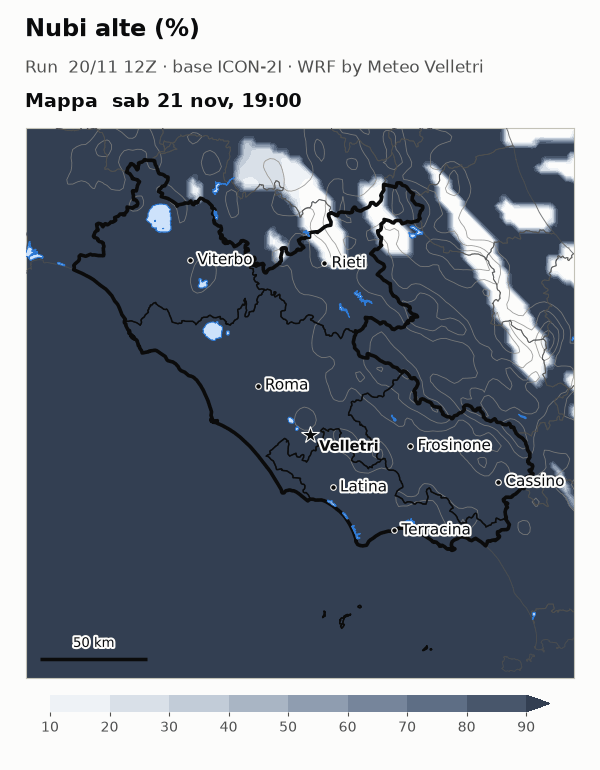 Nubi alte (%)
Run 20/11 12Z · base ICON-2I · WRF by Meteo Velletri
Mappa sab 21 nov, 19:00
Viterbo
Rieti
Roma
Velletri
Frosinone
Cassino
Latina
Terracina
50 km
10 20 30 40 50 60 70 80 90